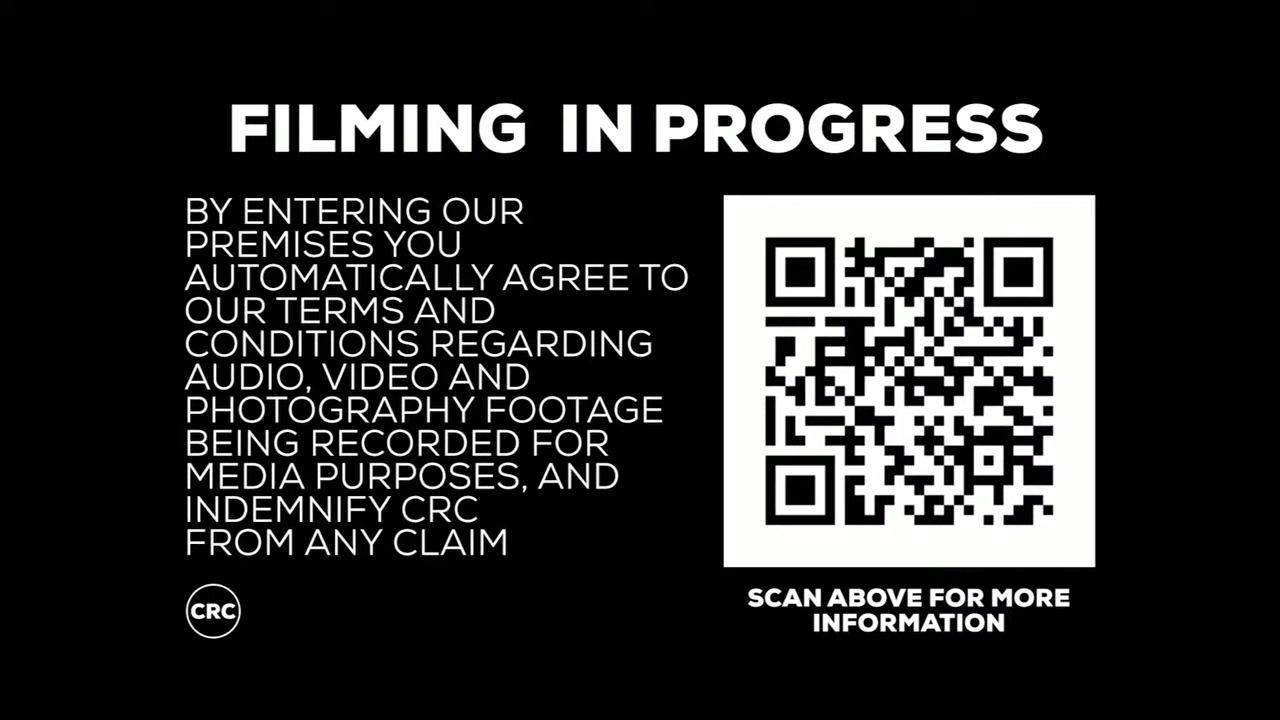 FILMING IN PROGRESS
BY ENTERING OUR
PREMISES YOU
AUTOMATICALLY AGREE TO
OUR TERMS AND
CONDITIONS REGARDING
AUDIO, VIDEO AND
PHOTOGRAPHY FOOTAGE
BEING RECORDED FOR
MEDIA PURPOSES, AND
INDEMNIFY CRC
FROM ANY CLAIM
CRC
SCAN ABOVE FOR MORE
INFORMATION